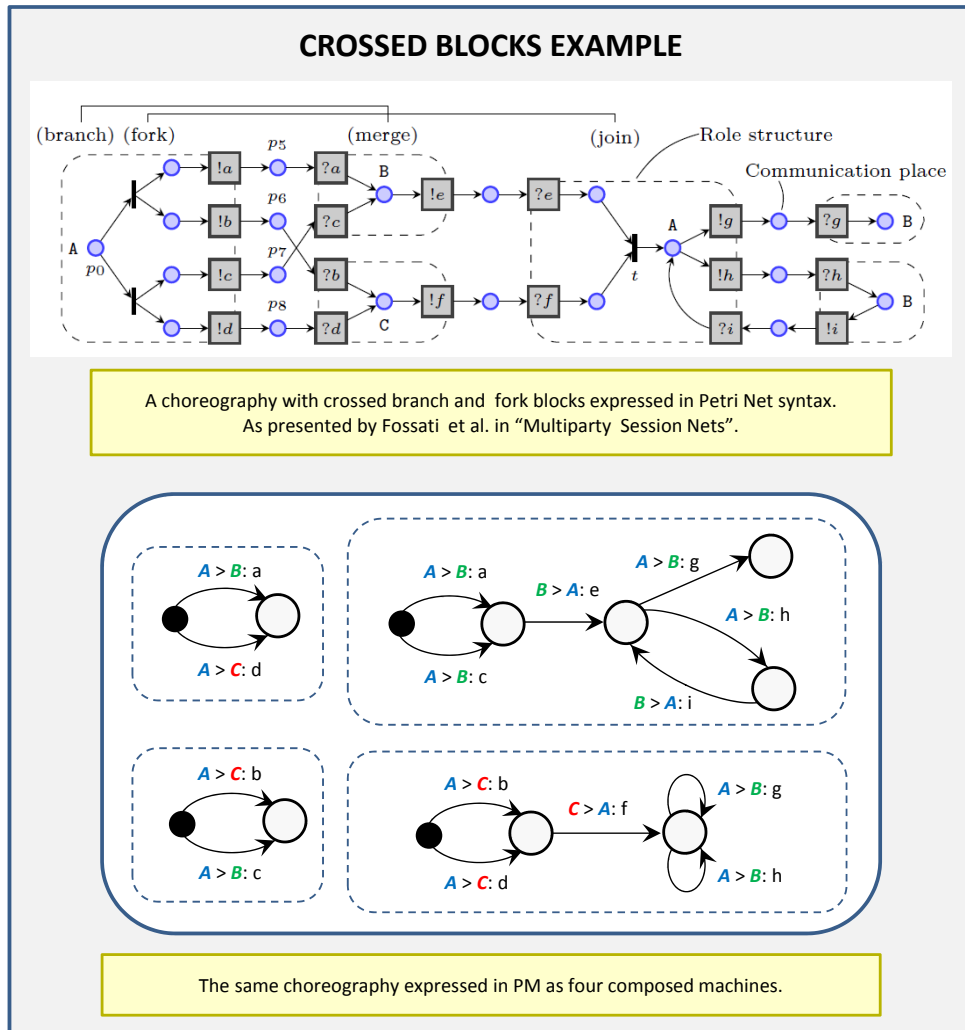 CROSSED BLOCKS EXAMPLE
(branch) (fork) (merge) (join) Role structure
Communication place
p5
p6
p7
p8
A
p0
!a
!b
!c
!d
?a
?c
?b
?d
B
C
!e
!f
?e
?f
t
A
!g
!h
?i
?g
?h
!i
B
B
A choreography with crossed branch and fork blocks expressed in Petri Net syntax.
As presented by Fossati et al. in “Multiparty Session Nets”.
A > B: a
A > C: d
A > B: a
A > B: c
B > A: e
A > B: g
A > B: h
B > A: i
A > C: b
A > B: c
A > C: b
A > C: d
C > A: f
A > B: g
A > B: h
The same choreography expressed in PM as four composed machines.